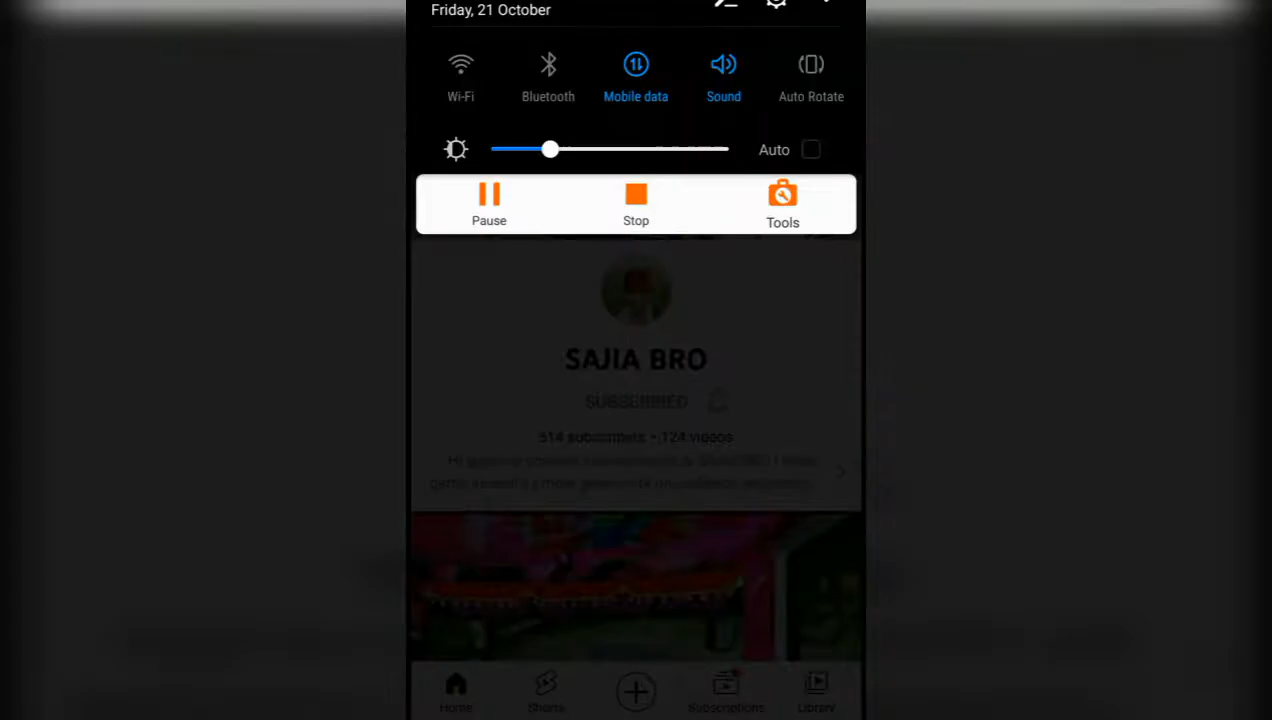 Friday, 21 October
Wi-Fi Bluetooth Mobile data Sound Auto Rotate
Auto
Pause Stop Tools
SAJIA BRO
SUBSCRIBED
514 subscribers • 124 videos
Home Shorts Subscriptions Library